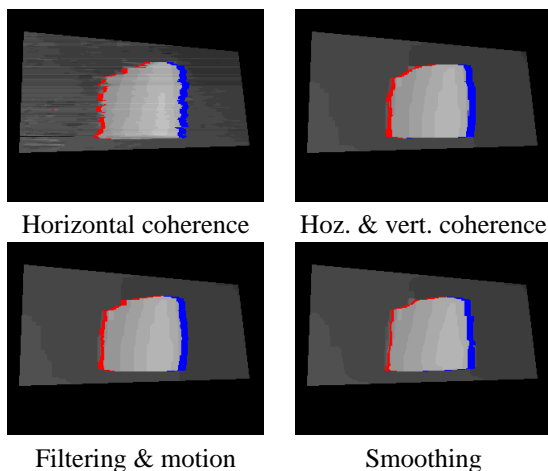 Horizontal coherence
Hoz. & vert. coherence
Filtering & motion
Smoothing